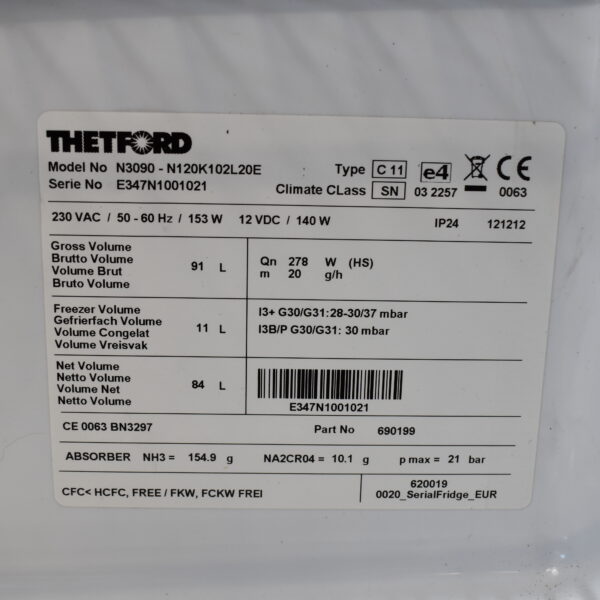 THETFORD
Model No N3090 - N120K102L20E Type C 11 e4 CE
Serie No E347N1001021 Climate CLass SN 03 2257 0063
230 VAC / 50 - 60 Hz / 153 W 12 VDC / 140 W IP24 121212
Gross Volume
Brutto Volume
Volume Brut
Bruto Volume
91 L
Qn 278 W (HS)
m 20 g/h
Freezer Volume
Gefrierfach Volume
Volume Congelat
Volume Vreisvak
11 L
I3+ G30/G31:28-30/37 mbar
I3B/P G30/G31: 30 mbar
Net Volume
Netto Volume
Volume Net
Netto Volume
84 L
E347N1001021
CE 0063 BN3297 Part No 690199
ABSORBER NH3 = 154.9 g NA2CR04 = 10.1 g p max = 21 bar
CFC< HCFC, FREE / FKW, FCKW FREI
620019
0020_SerialFridge_EUR